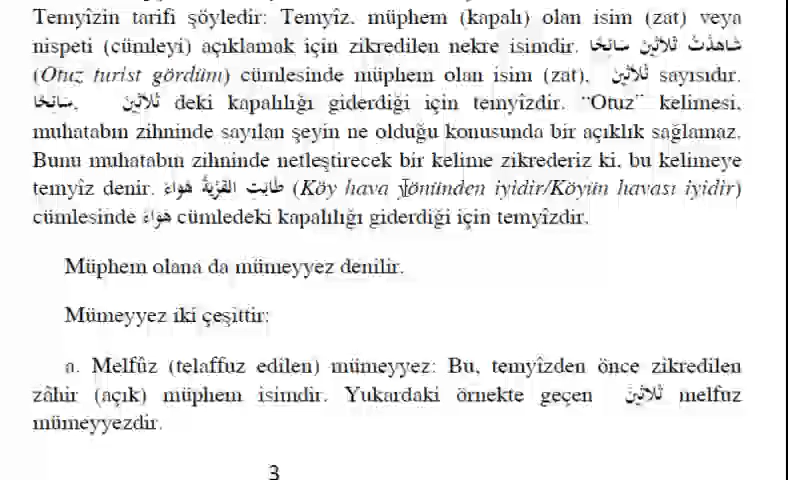 Temyîzin tarifi şöyledir: Temyîz, müphem (kapalı) olan isim (zat) veya
nispeti (cümleyi) açıklamak için zikredilen nekre isimdir. شَاهَدْتُ ثَلَاثِينَ سَائِحًا
(Otuz turist gördüm) cümlesinde müphem olan isim (zat), ثَلَاثِينَ sayısıdır.
سَائِحًا, ثَلَاثِينَ deki kapalılığı giderdiği için temyîzdir. “Otuz” kelimesi,
muhatabın zihninde sayılan şeyin ne olduğu konusunda bir açıklık sağlamaz.
Bunu muhatabın zihninde netleştirecek bir kelime zikrederiz ki, bu kelimeye
temyîz denir. طَابَتِ القَرْيَةُ هَوَاءً (Köy hava yönünden iyidir/Köyün havası iyidir)
cümlesinde هَوَاءً cümledeki kapalılığı giderdiği için temyîzdir.
Müphem olana da mümeyyez denilir.
Mümeyyez iki çeşittir:
a. Melfûz (telaffuz edilen) mümeyyez: Bu, temyîzden önce zikredilen
zâhir (açık) müphem isimdir. Yukardaki örnekte geçen ثَلَاثِينَ melfuz
mümeyyezdir.
3